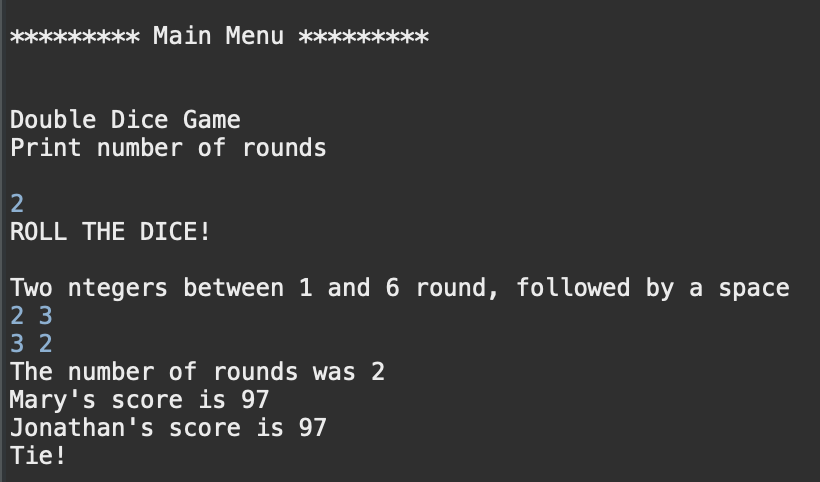 ********* Main Menu *********
Double Dice Game
Print number of rounds
2
ROLL THE DICE!
Two ntegers between 1 and 6 round, followed by a space
2 3
3 2
The number of rounds was 2
Mary's score is 97
Jonathan's score is 97
Tie!